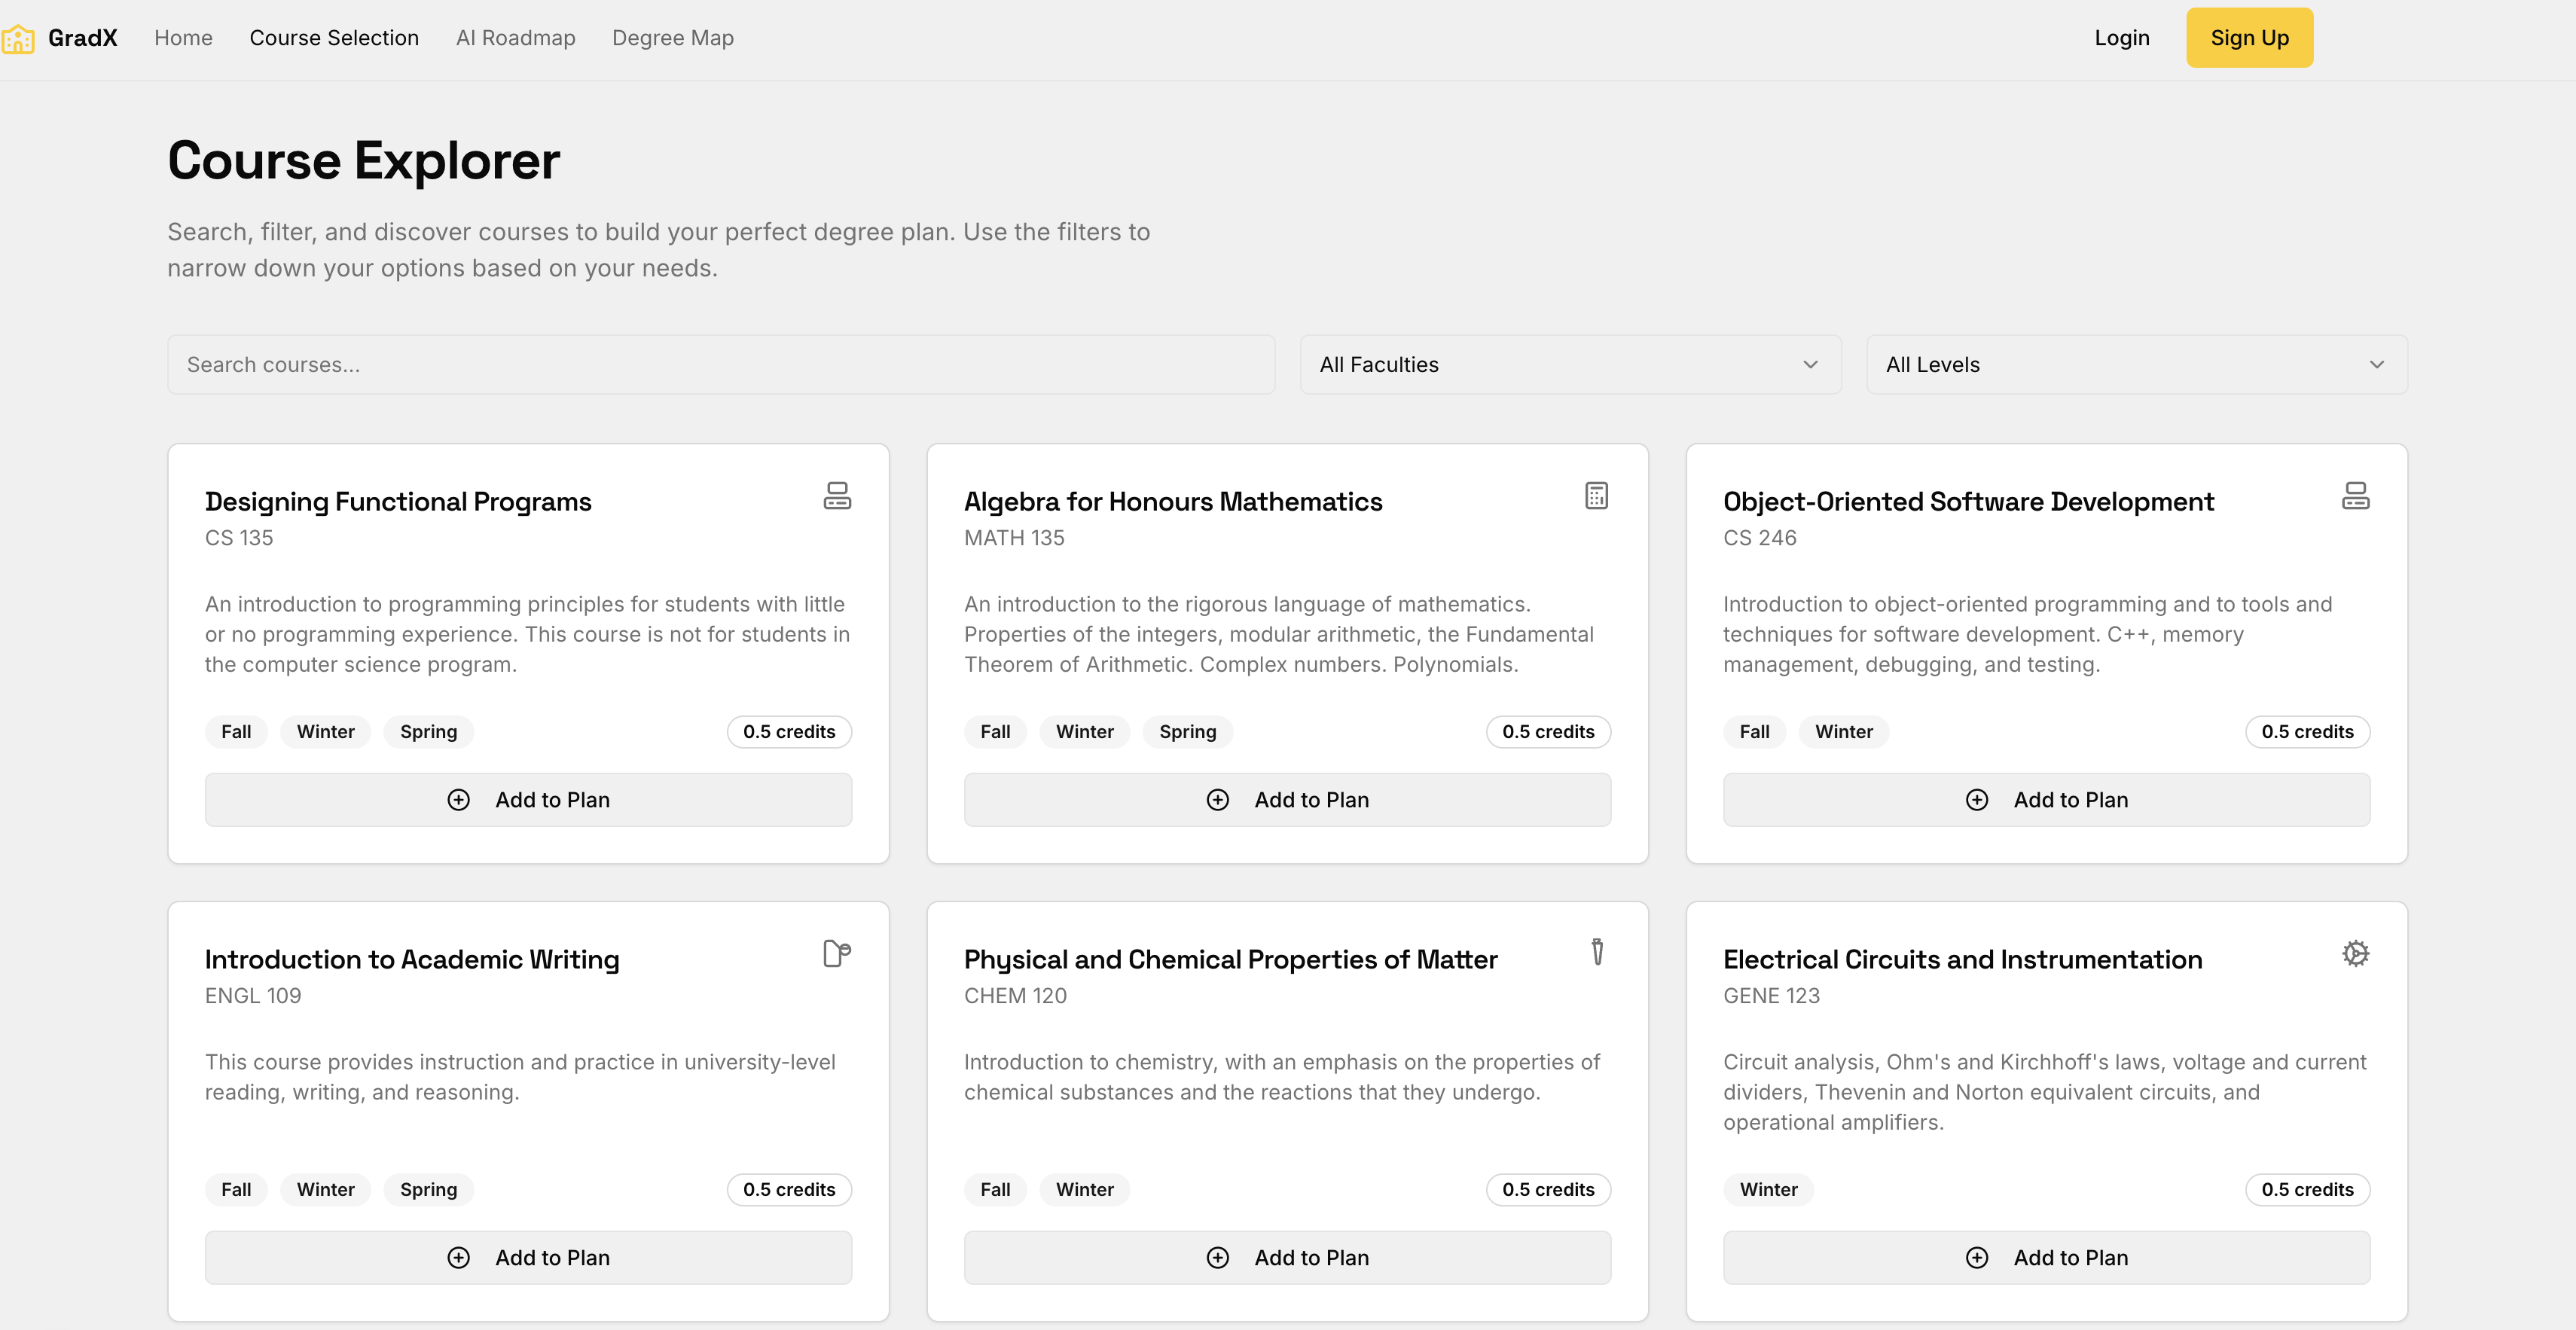 GradX
Home
Course Selection
AI Roadmap
Degree Map
Login
Sign Up
Course Explorer
Search, filter, and discover courses to build your perfect degree plan. Use the filters to
narrow down your options based on your needs.
Search courses...
All Faculties
All Levels
Designing Functional Programs
CS 135
An introduction to programming principles for students with little
or no programming experience. This course is not for students in
the computer science program.
Fall
Winter
Spring
0.5 credits
Add to Plan
Algebra for Honours Mathematics
MATH 135
An introduction to the rigorous language of mathematics.
Properties of the integers, modular arithmetic, the Fundamental
Theorem of Arithmetic. Complex numbers. Polynomials.
Fall
Winter
Spring
0.5 credits
Add to Plan
Object-Oriented Software Development
CS 246
Introduction to object-oriented programming and to tools and
techniques for software development. C++, memory
management, debugging, and testing.
Fall
Winter
0.5 credits
Add to Plan
Introduction to Academic Writing
ENGL 109
This course provides instruction and practice in university-level
reading, writing, and reasoning.
Fall
Winter
Spring
0.5 credits
Add to Plan
Physical and Chemical Properties of Matter
CHEM 120
Introduction to chemistry, with an emphasis on the properties of
chemical substances and the reactions that they undergo.
Fall
Winter
0.5 credits
Add to Plan
Electrical Circuits and Instrumentation
GENE 123
Circuit analysis, Ohm's and Kirchhoff's laws, voltage and current
dividers, Thevenin and Norton equivalent circuits, and
operational amplifiers.
Winter
0.5 credits
Add to Plan